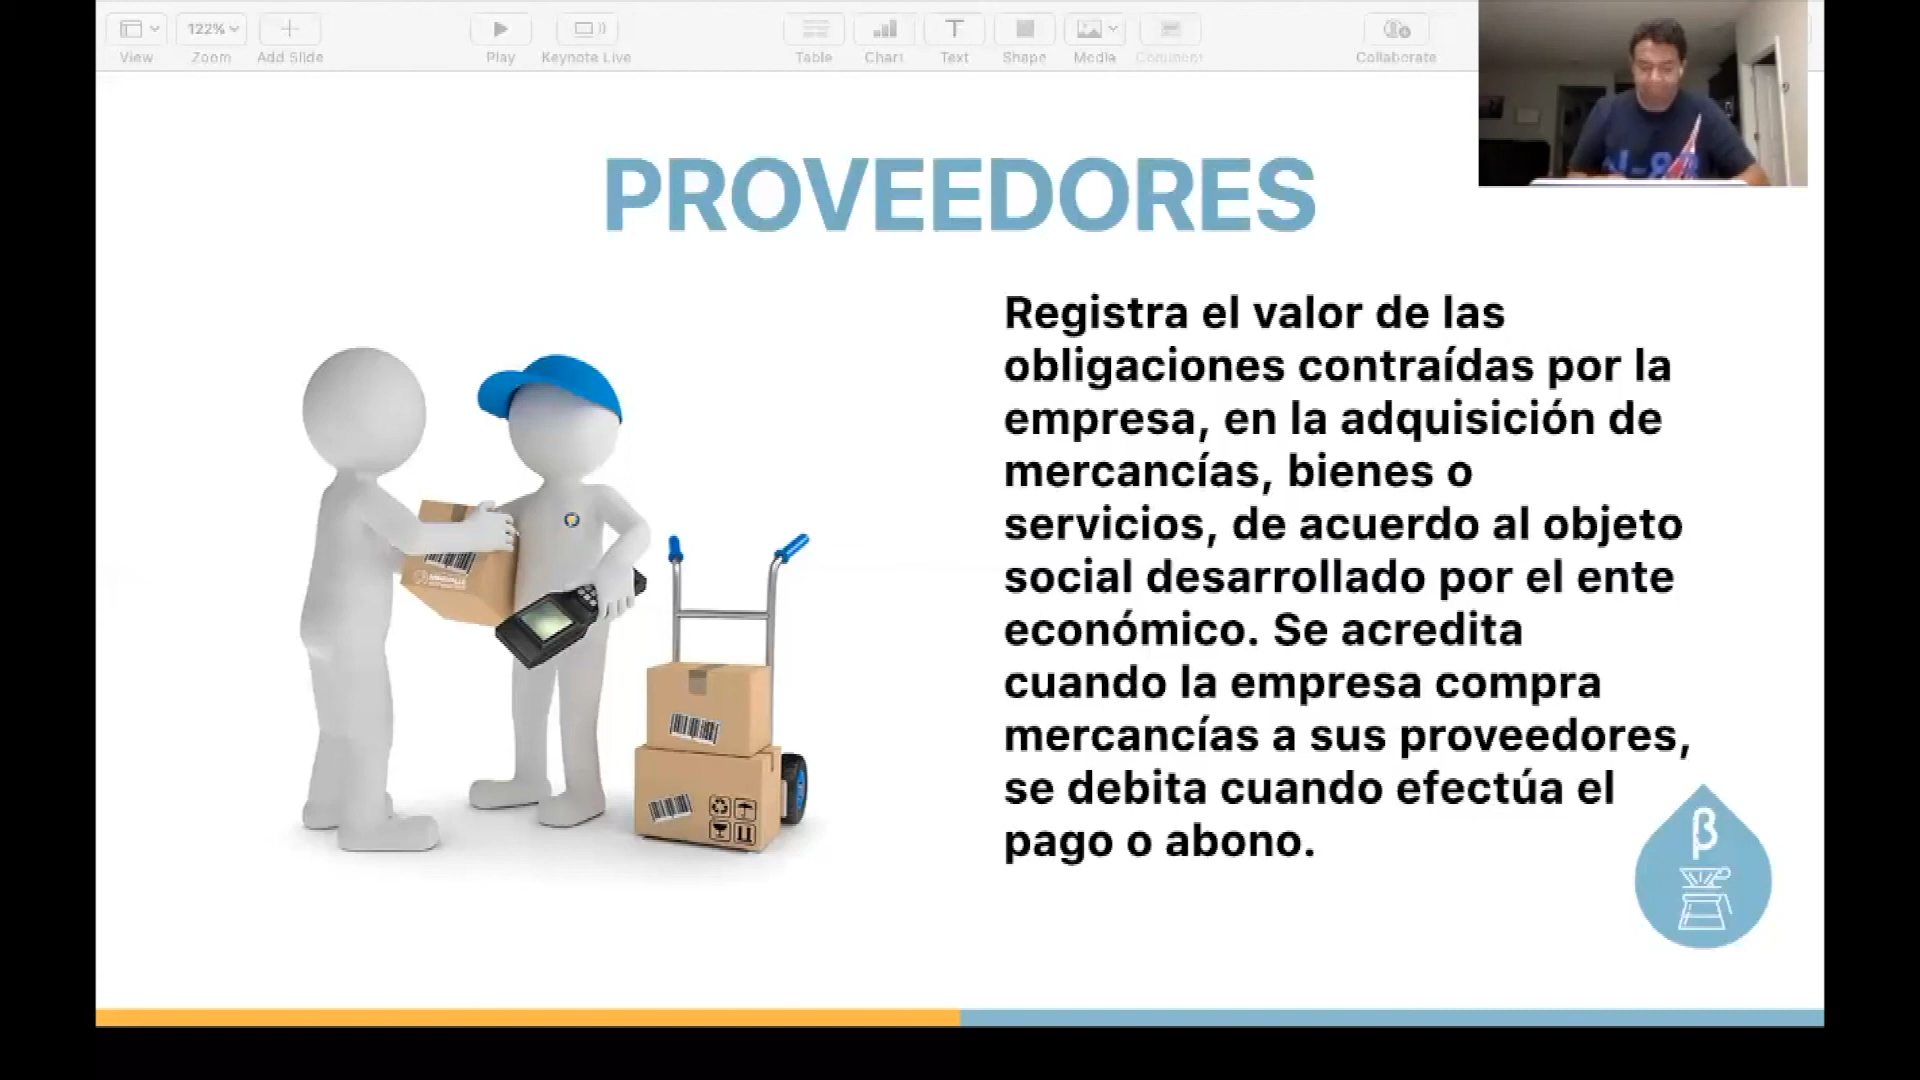 122%
View
Zoom
Add Slide
Play
Keynote Live
Table
Chart
Text
Shape
Media
Comment
Collaborate
PROVEEDORES
Registra el valor de las
obligaciones contraídas por la
empresa, en la adquisición de
mercancías, bienes o
servicios, de acuerdo al objeto
social desarrollado por el ente
económico. Se acredita
cuando la empresa compra
mercancías a sus proveedores,
se debita cuando efectúa el
pago o abono.
β